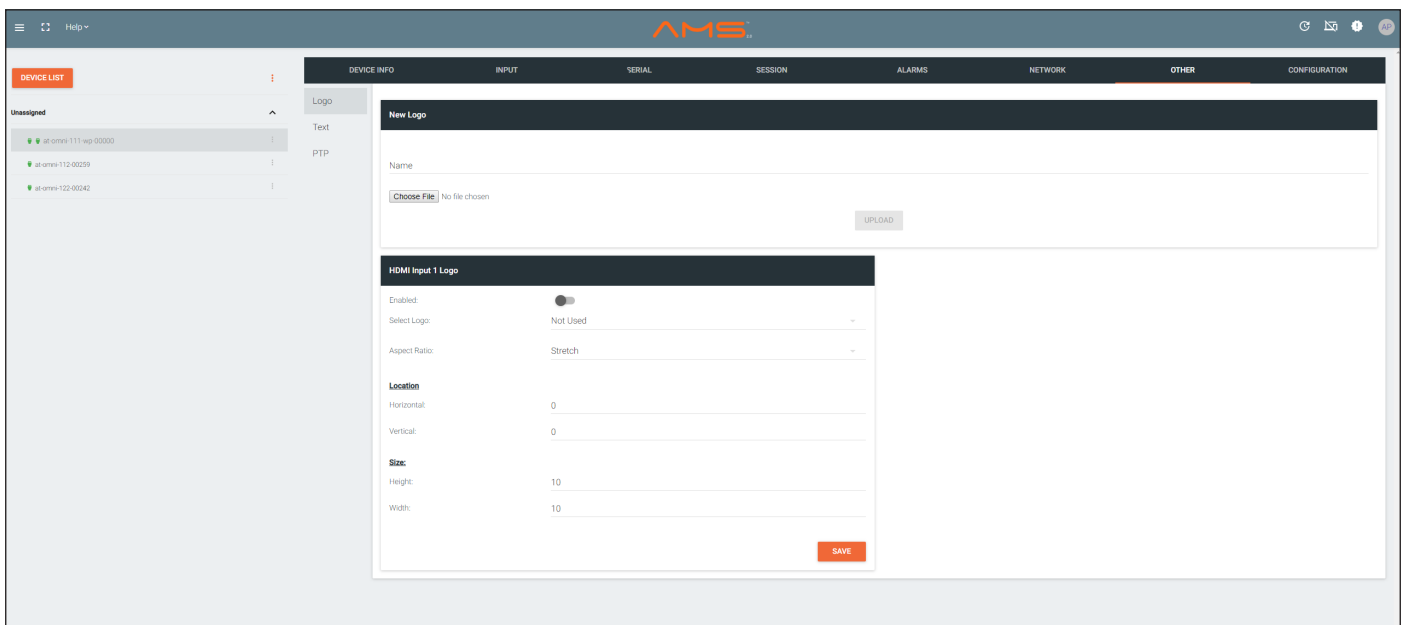 Help
AMS
AP
DEVICE LIST
Unassigned
at-omni-111-wp-00000
at-omni-112-00259
at-omni-122-00242
DEVICE INFO INPUT SERIAL SESSION ALARMS NETWORK OTHER CONFIGURATION
Logo
Text
PTP
New Logo
Name
Choose File No file chosen
UPLOAD
HDMI Input 1 Logo
Enabled:
Select Logo: Not Used
Aspect Ratio: Stretch
Location
Horizontal: 0
Vertical: 0
Size:
Height: 10
Width: 10
SAVE